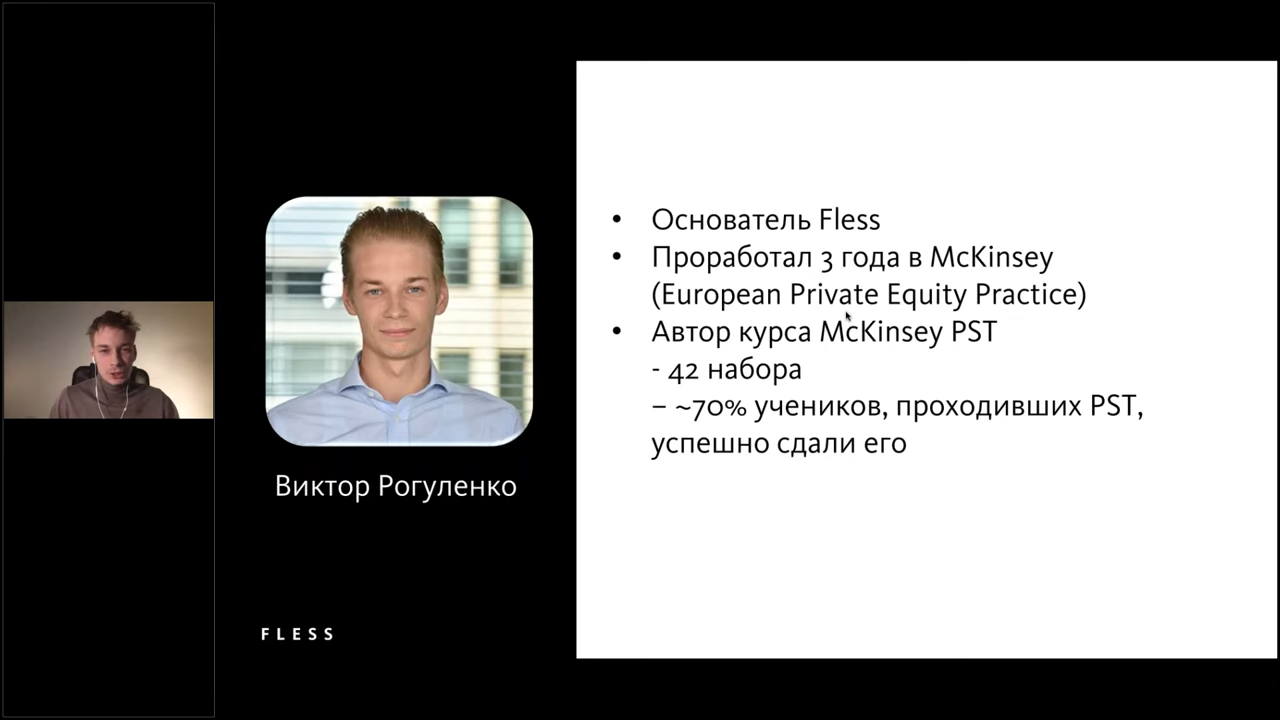 Основатель Fless
Проработал 3 года в McKinsey
(European Private Equity Practice)
Автор курса McKinsey PST
- 42 набора
– ~70% учеников, проходивших PST,
успешно сдали его
Виктор Рогуленко
FLESS